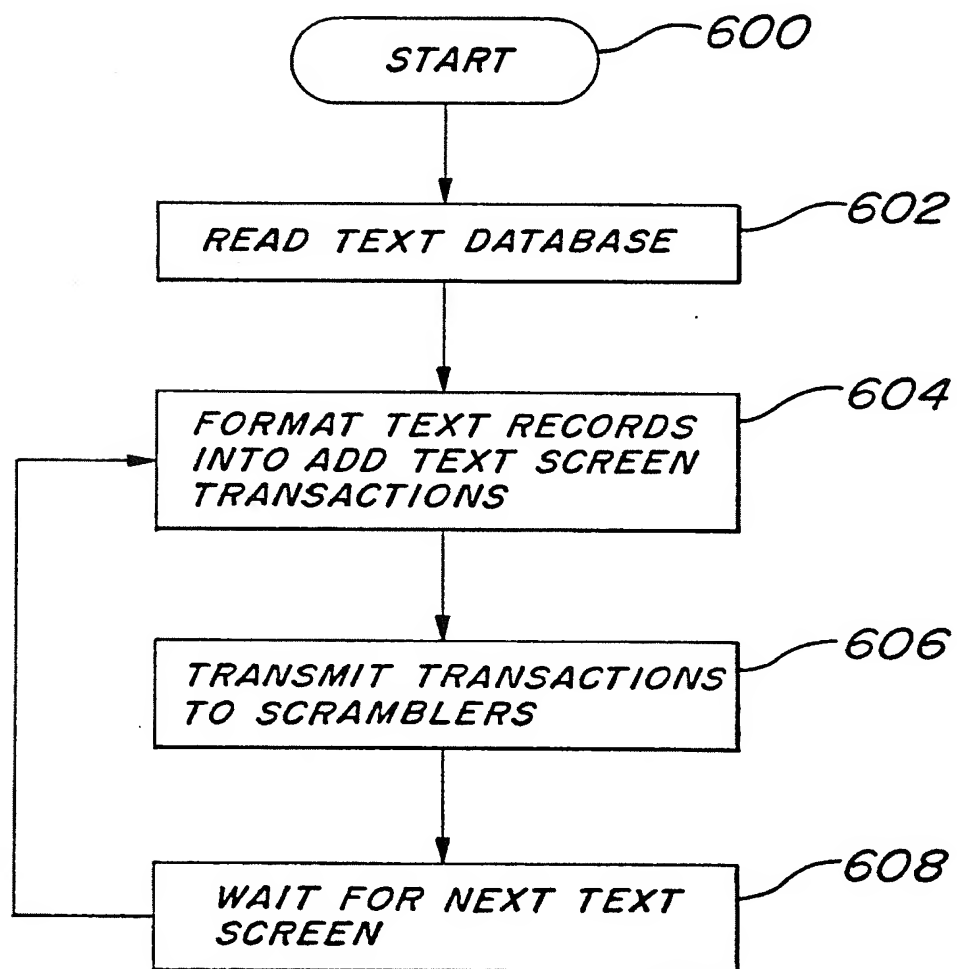 START
600
READ TEXT DATABASE
602
FORMAT TEXT RECORDS
INTO ADD TEXT SCREEN
TRANSACTIONS
604
TRANSMIT TRANSACTIONS
TO SCRAMBLERS
606
WAIT FOR NEXT TEXT
SCREEN
608